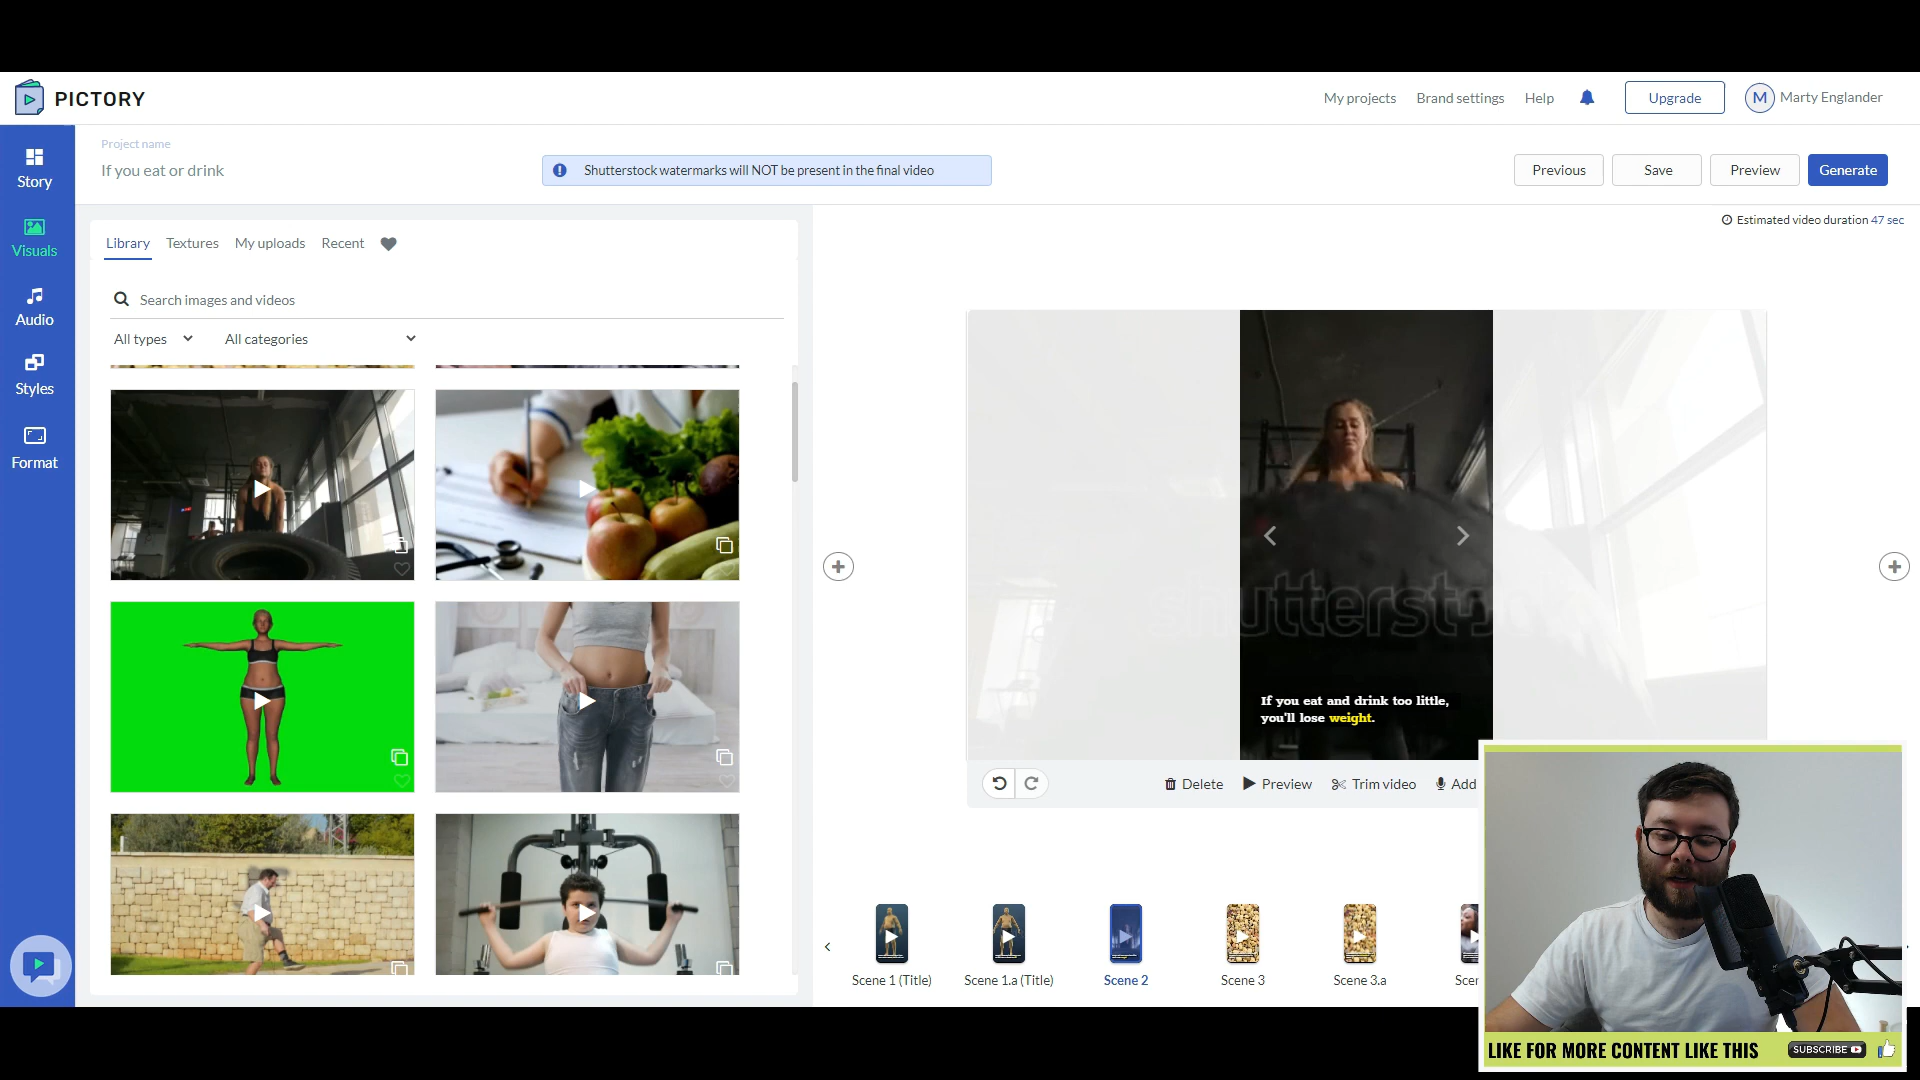 PICTORY
My projects
Brand settings
Help
Upgrade
M
Marty Englander
Project name
If you eat or drink
Shutterstock watermarks will NOT be present in the final video
Previous
Save
Preview
Generate
Story
Visuals
Audio
Styles
Format
Estimated video duration 47 sec
Library
Textures
My uploads
Recent
Search images and videos
All types
All categories
shutterst
If you eat and drink too little,
you'll lose weight.
Delete
Preview
Trim video
Add
Scene 1 (Title)
Scene 1.a (Title)
Scene 2
Scene 3
Scene 3.a
Scer
LIKE FOR MORE CONTENT LIKE THIS
SUBSCRIBE